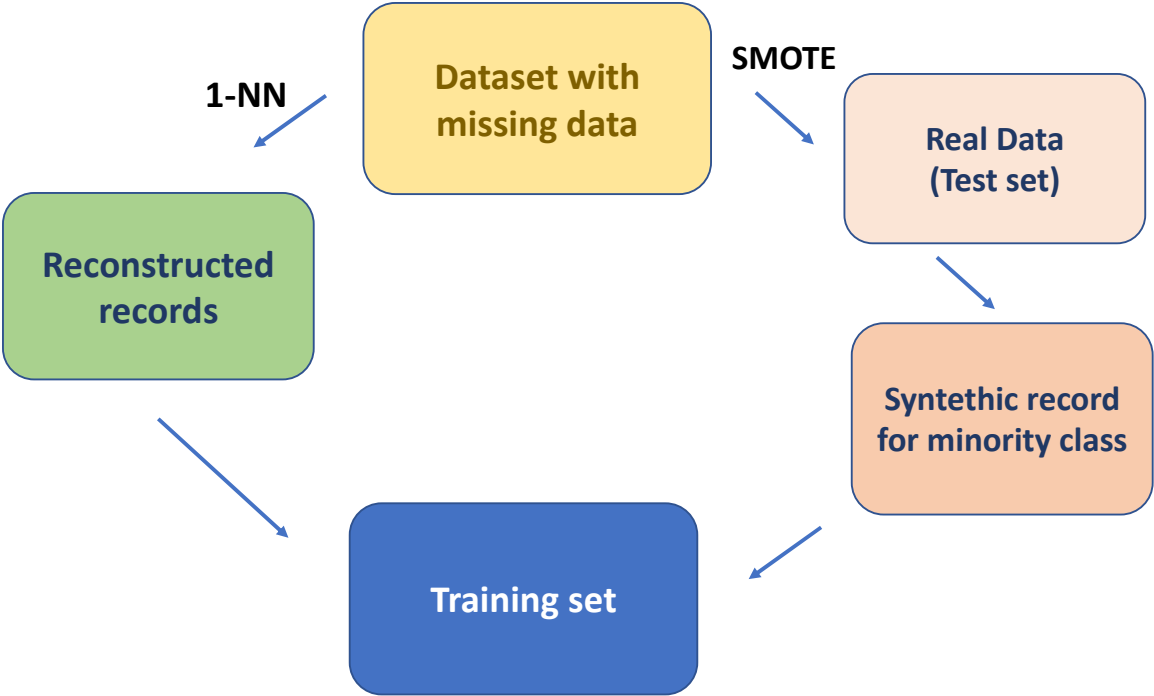 Dataset with
missing data
SMOTE
1-NN
Real Data
(Test set)
Reconstructed
records
Syntethic record
for minority class
Training set